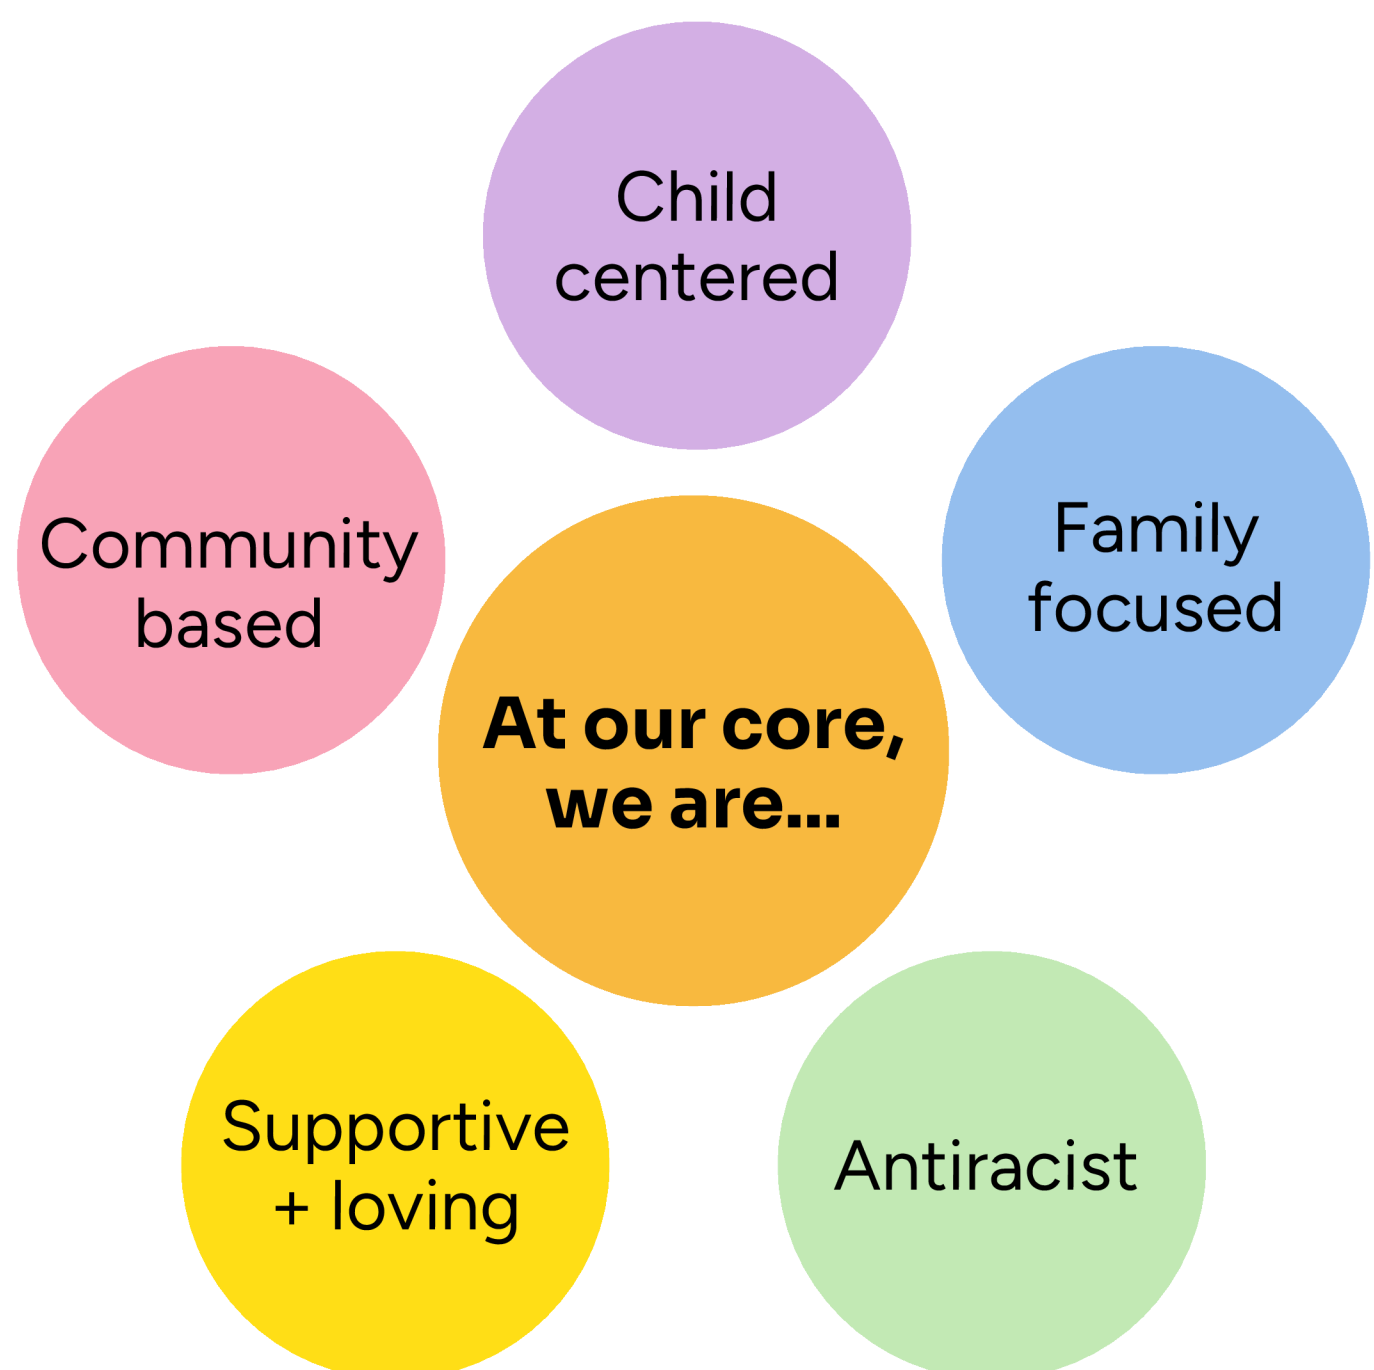 Child
centered
Community
based
Family
focused
At our core,
we are...
Supportive
+ loving
Antiracist